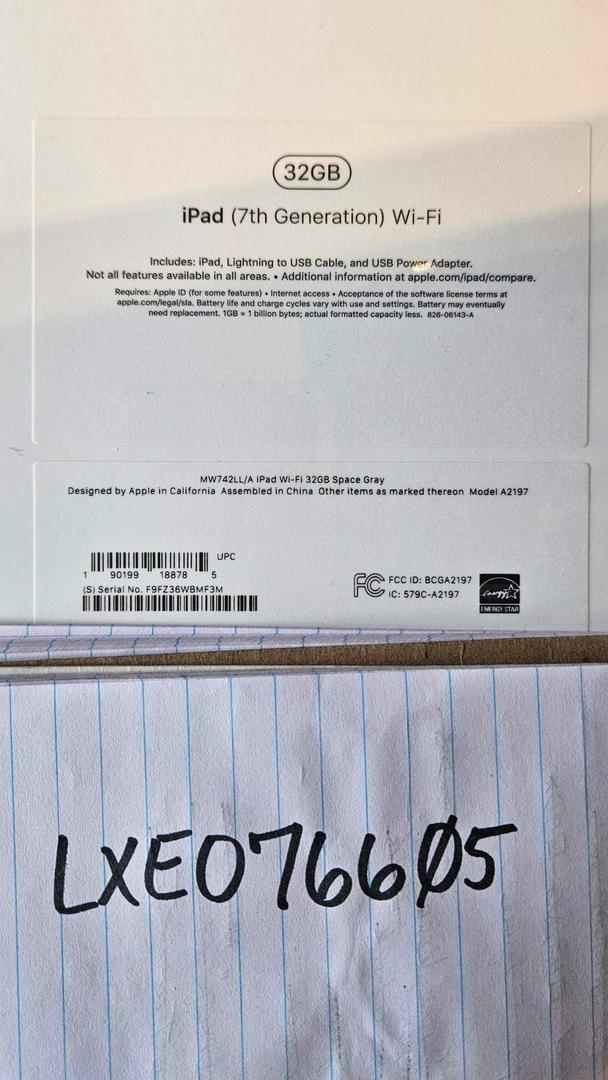 32GB
iPad (7th Generation) Wi-Fi
Includes: iPad, Lightning to USB Cable, and USB Power Adapter.
Not all features available in all areas. • Additional information at apple.com/ipad/compare.
Requires: Apple ID (for some features) • Internet access • Acceptance of the software license terms at
apple.com/legal/sla. Battery life and charge cycles vary with use and settings. Battery may eventually
need replacement. 1GB = 1 billion bytes; actual formatted capacity less. 826-06143-A
MW742LL/A iPad Wi-Fi 32GB Space Gray
Designed by Apple in California Assembled in China Other items as marked thereon Model A2197
UPC
1 90199 18878 5
(S) Serial No. F9FZ36WBMF3M
FC FCC ID: BCGA2197
IC: 579C-A2197
energy
ENERGY STAR
LXE0766Ø5